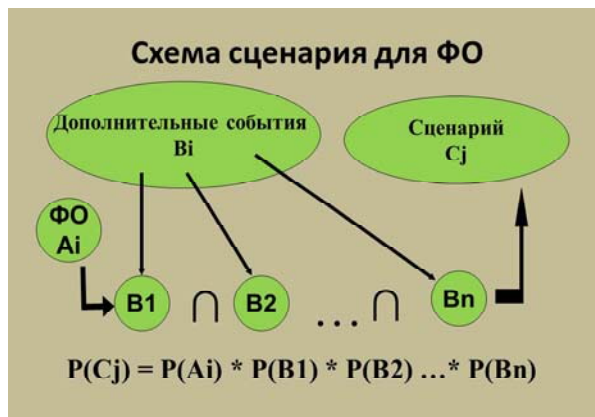 Схема сценария для ФО
Дополнительные события
Bi
Сценарий
Cj
ФО
Ai
B1 ∩ B2 ... ∩ Bn
P(Cj) = P(Ai) * P(B1) * P(B2) ...* P(Bn)